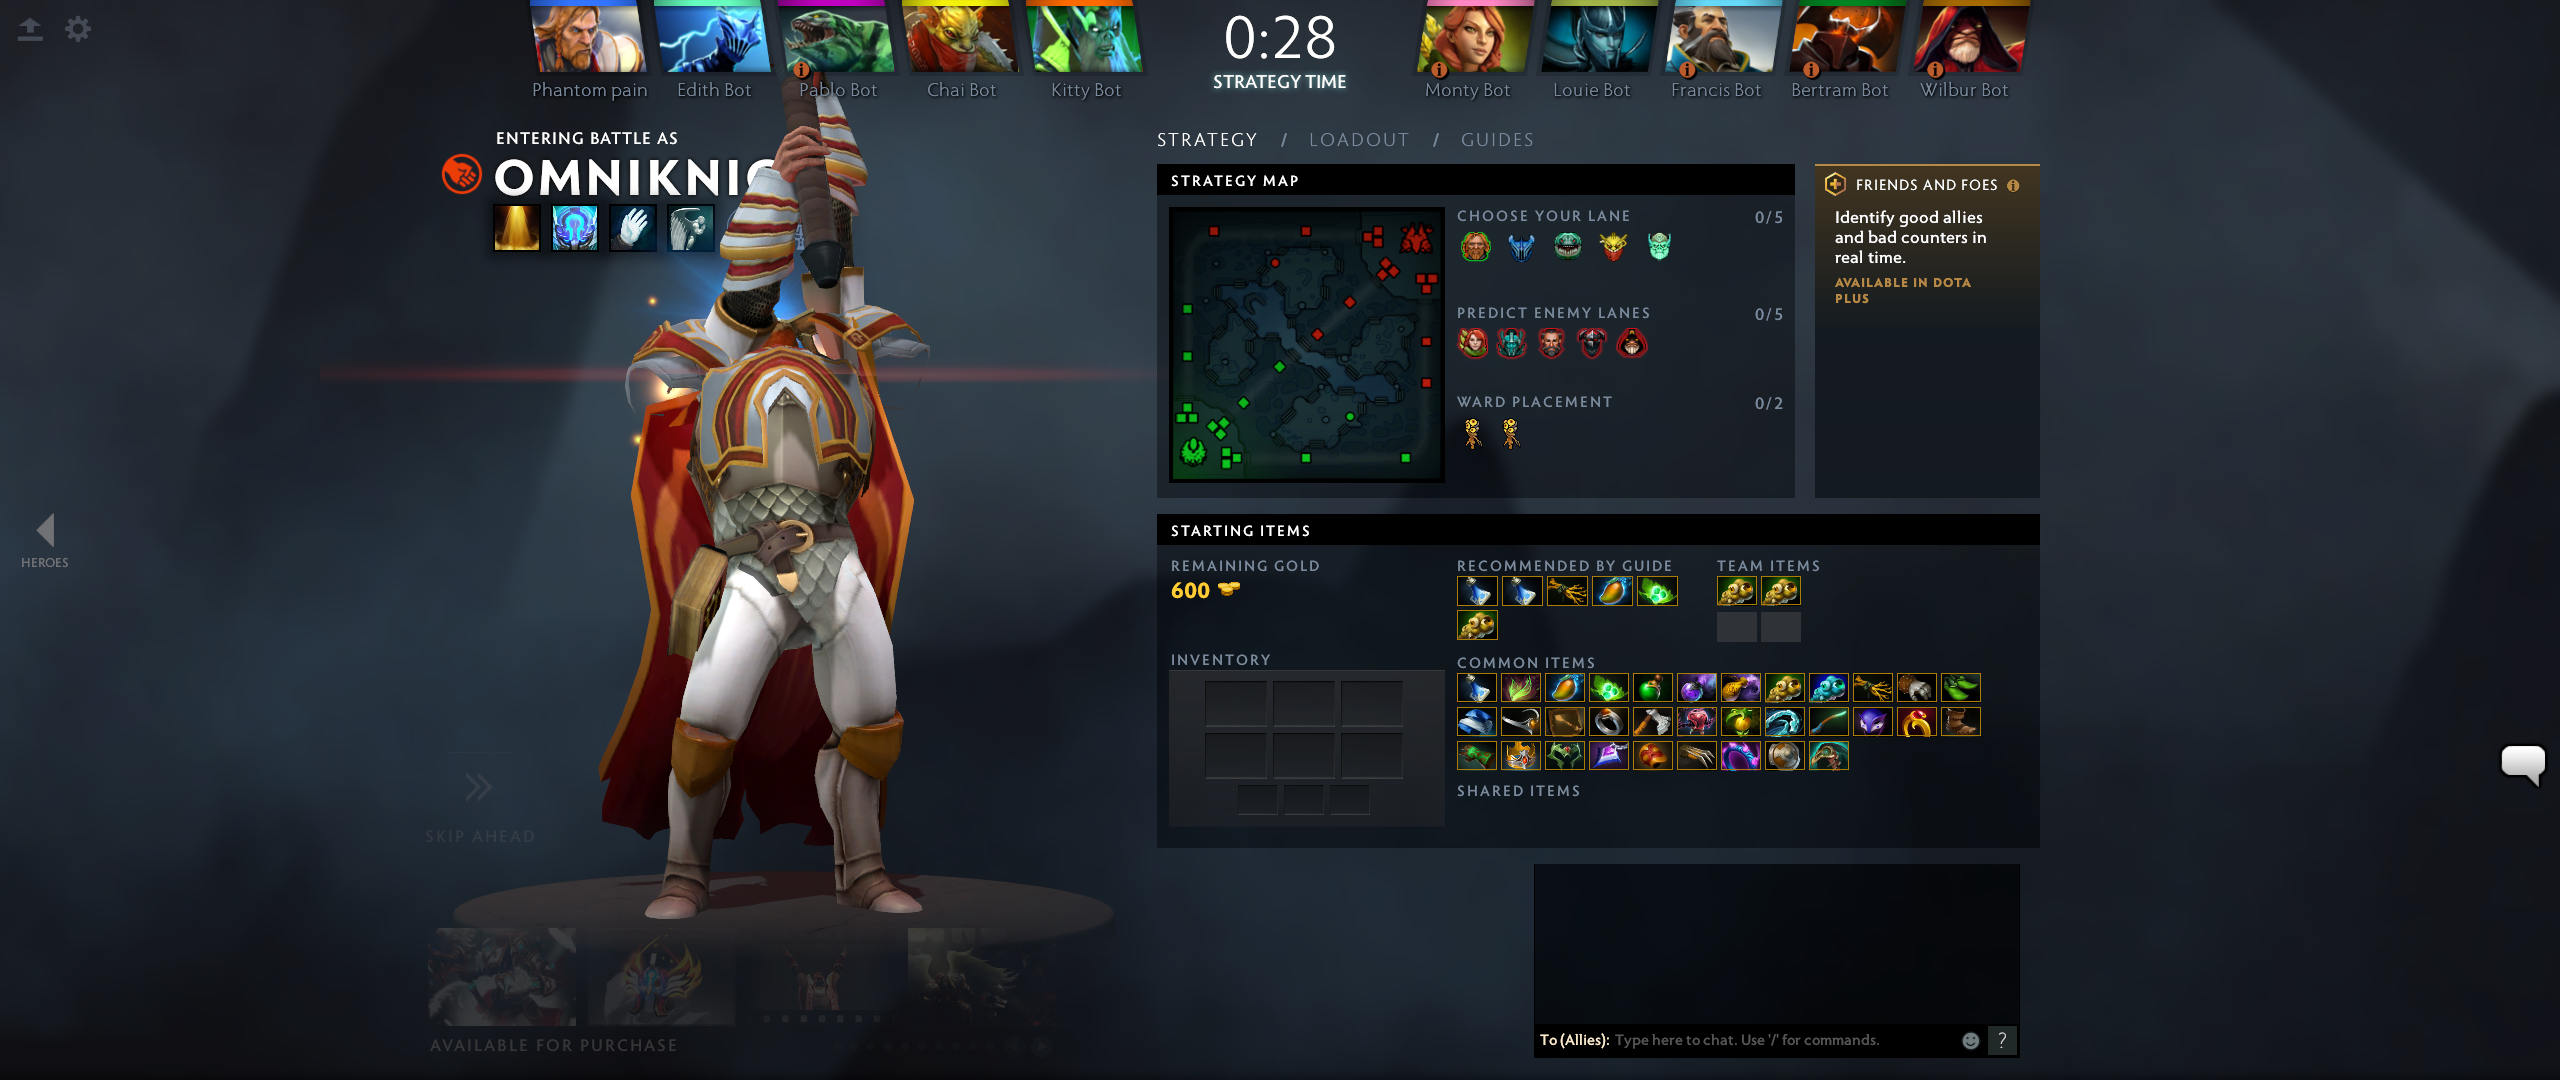 0:28
STRATEGY TIME
Phantom pain
Edith Bot
Pablo Bot
Chai Bot
Kitty Bot
Monty Bot
Louie Bot
Francis Bot
Bertram Bot
Wilbur Bot
ENTERING BATTLE AS
OMNIKNIG
HEROES
SKIP AHEAD
AVAILABLE FOR PURCHASE
STRATEGY / LOADOUT / GUIDES
STRATEGY MAP
CHOOSE YOUR LANE 0/5
PREDICT ENEMY LANES 0/5
WARD PLACEMENT 0/2
FRIENDS AND FOES
Identify good allies
and bad counters in
real time.
AVAILABLE IN DOTA
PLUS
STARTING ITEMS
REMAINING GOLD
600
INVENTORY
RECOMMENDED BY GUIDE
TEAM ITEMS
COMMON ITEMS
SHARED ITEMS
To (Allies): Type here to chat. Use '/' for commands.
?